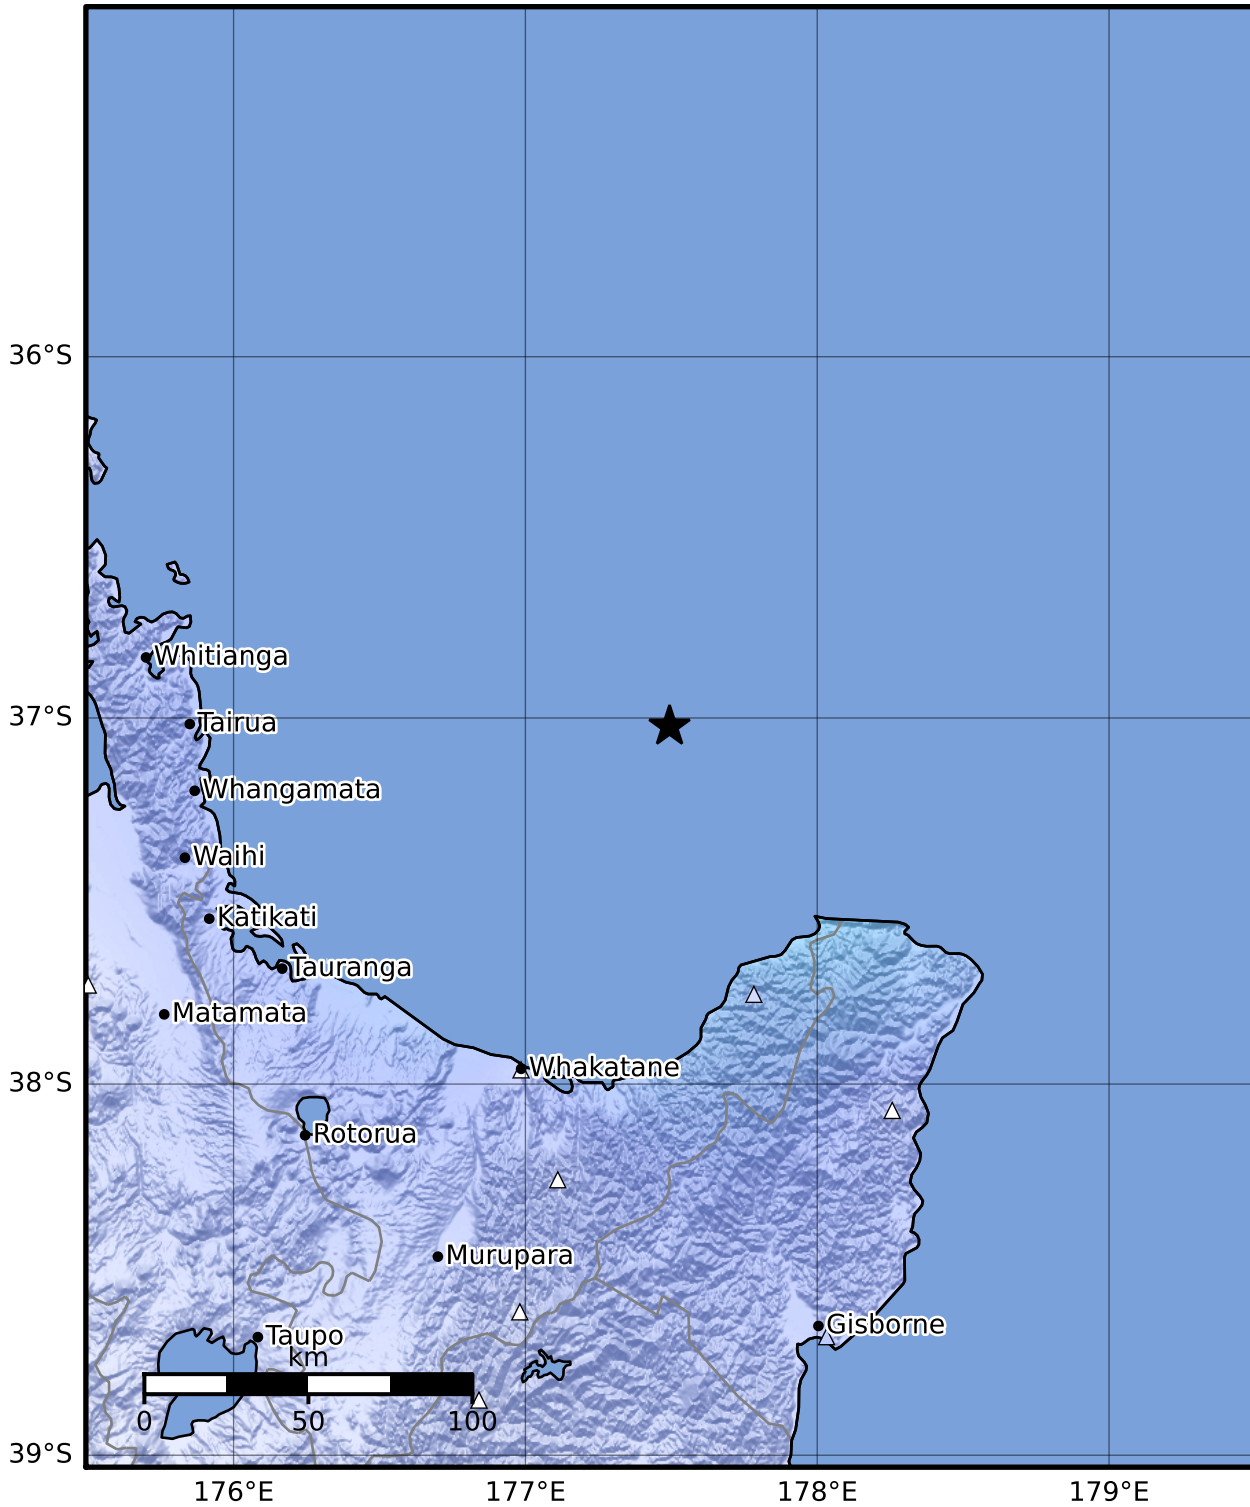 36°S
Whitianga
37°S
Tairua
Whangamata
Waihi
Katikati
Tauranga
Matamata
Whakatane
38°S
Rotorua
Murupara
Gisborne
Taupo
km
0 50 100
39°S
176°E 177°E 178°E 179°E